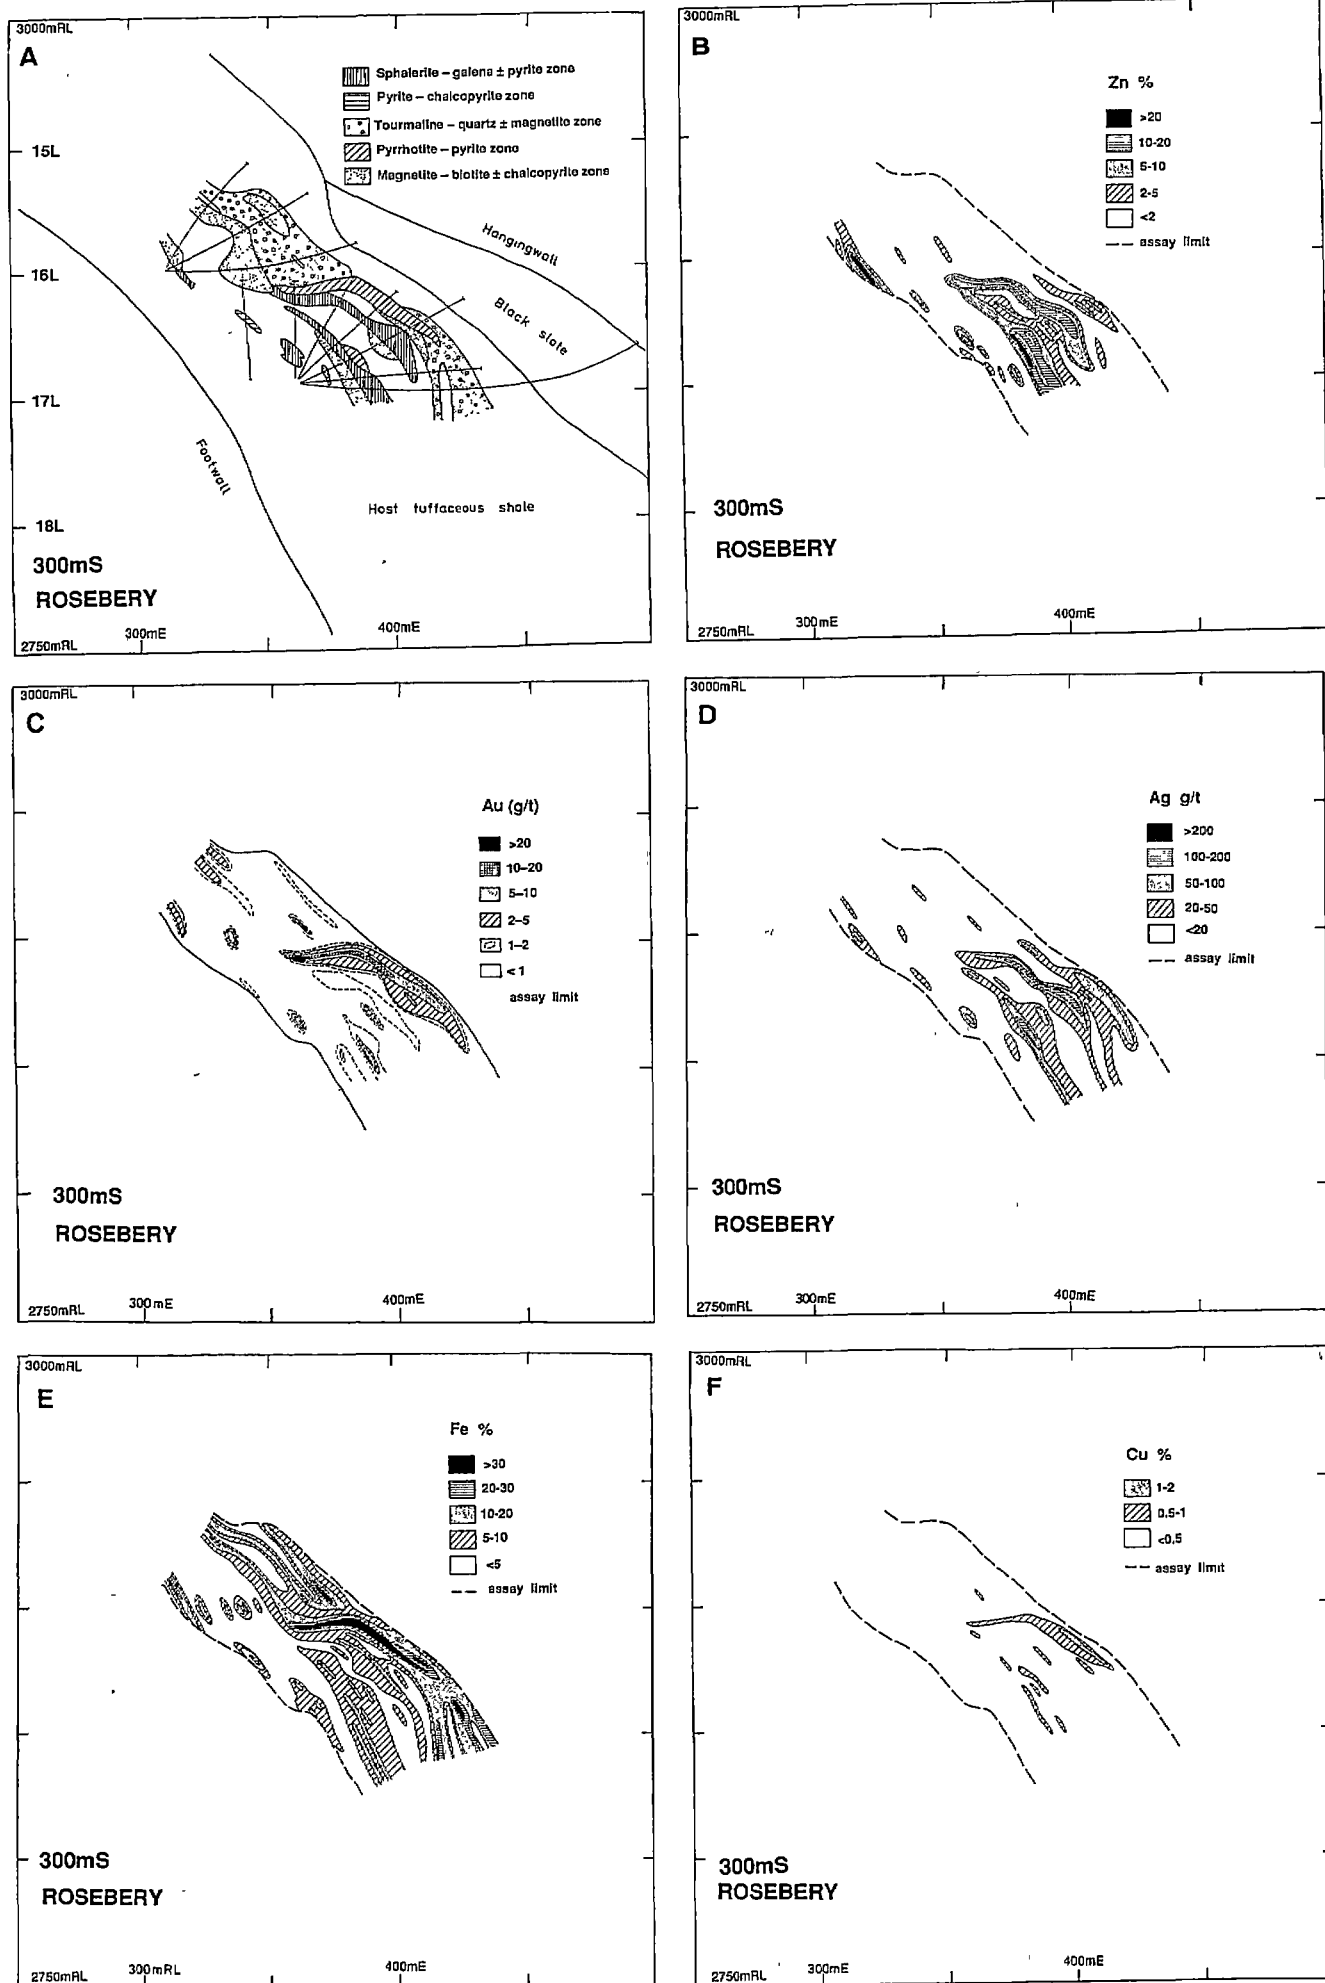 3000mRL
A
Sphalerite – galena ± pyrite zone
Pyrite – chalcopyrite zone
Tourmaline – quartz ± magnetite zone
Pyrrhotite – pyrite zone
Magnetite – biotite ± chalcopyrite zone
15L
Hangingwall
16L
Black slate
17L
Footwall
Host tuffaceous shale
18L
300mS
ROSEBERY
300mE
400mE
2750mRL
3000mRL
B
Zn %
>20
10-20
5-10
2-5
<2
assay limit
300mS
ROSEBERY
300mE
400mE
2750mRL
3000mRL
C
Au (g/t)
>20
10–20
5–10
2–5
1–2
<1
assay limit
300mS
ROSEBERY
300mE
400mE
2750mRL
3000mRL
D
Ag g/t
>200
100-200
50-100
20-50
<20
assay limit
300mS
ROSEBERY
300mE
400mE
2750mRL
3000mRL
E
Fe %
>30
20-30
10-20
5-10
<5
assay limit
300mS
ROSEBERY
300mRL
400mE
2750mRL
3000mRL
F
Cu %
1-2
0.5-1
<0.5
assay limit
300mS
ROSEBERY
300mE
400mE
2750mRL